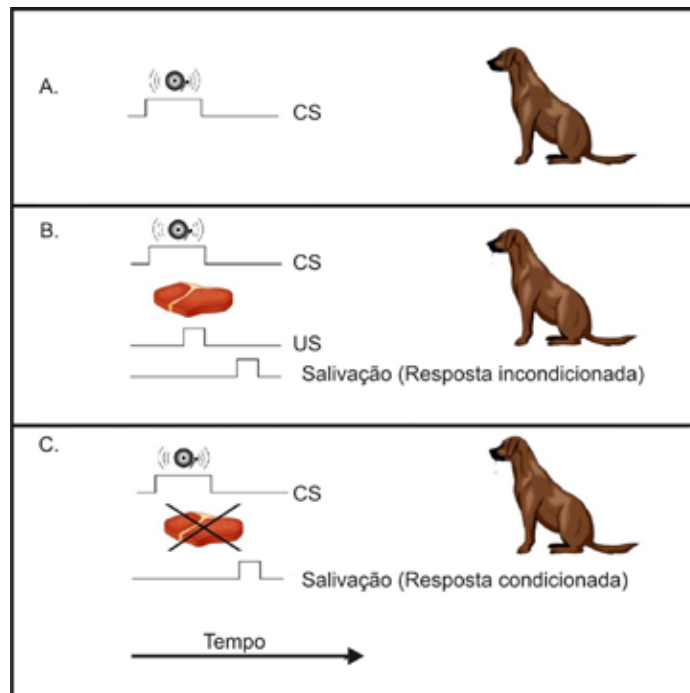 A.
CS
B.
CS
US
Salivação (Resposta incondicionada)
C.
CS
Salivação (Resposta condicionada)
Tempo